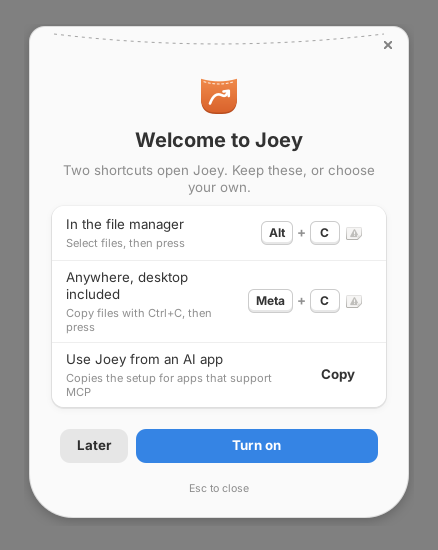 Welcome to Joey
Two shortcuts open Joey. Keep these, or choose
your own.
In the file manager
Select files, then press
Alt + C
Anywhere, desktop
included
Copy files with Ctrl+C, then
press
Meta + C
Use Joey from an AI app
Copies the setup for apps that support
MCP
Copy
Later
Turn on
Esc to close